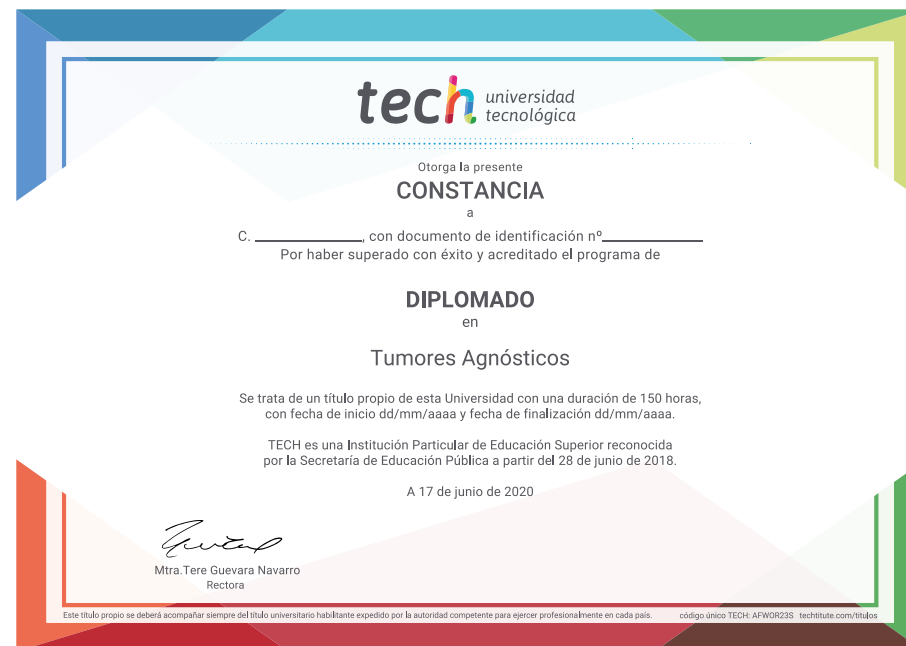 tech universidad
tecnológica
Otorga la presente
CONSTANCIA
a
C. ________________, con documento de identificación nº_______________
Por haber superado con éxito y acreditado el programa de
DIPLOMADO
en
Tumores Agnósticos
Se trata de un título propio de esta Universidad con una duración de 150 horas,
con fecha de inicio dd/mm/aaaa y fecha de finalización dd/mm/aaaa.
TECH es una Institución Particular de Educación Superior reconocida
por la Secretaría de Educación Pública a partir del 28 de junio de 2018.
A 17 de junio de 2020
Mtra.Tere Guevara Navarro
Rectora
Este título propio se deberá acompañar siempre del título universitario habilitante expedido por la autoridad competente para ejercer profesionalmente en cada país. código único TECH: AFWOR23S techtitute.com/titulos